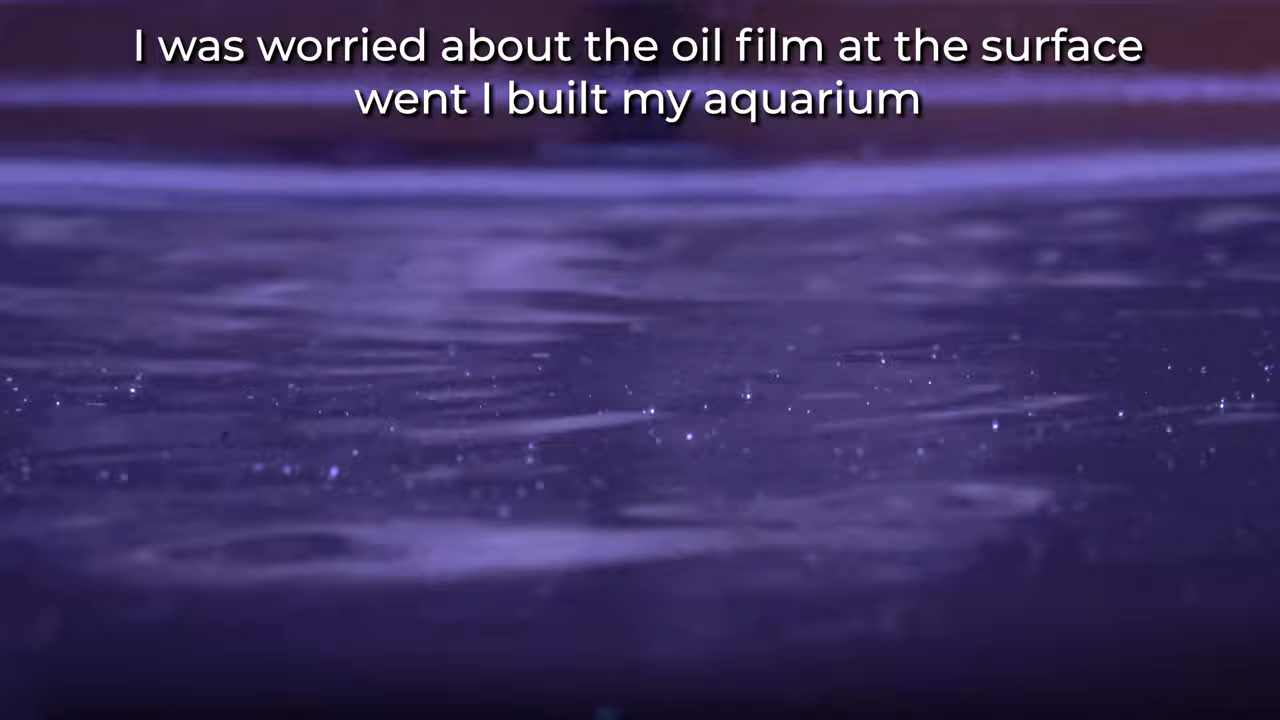 I was worried about the oil film at the surface
went I built my aquarium